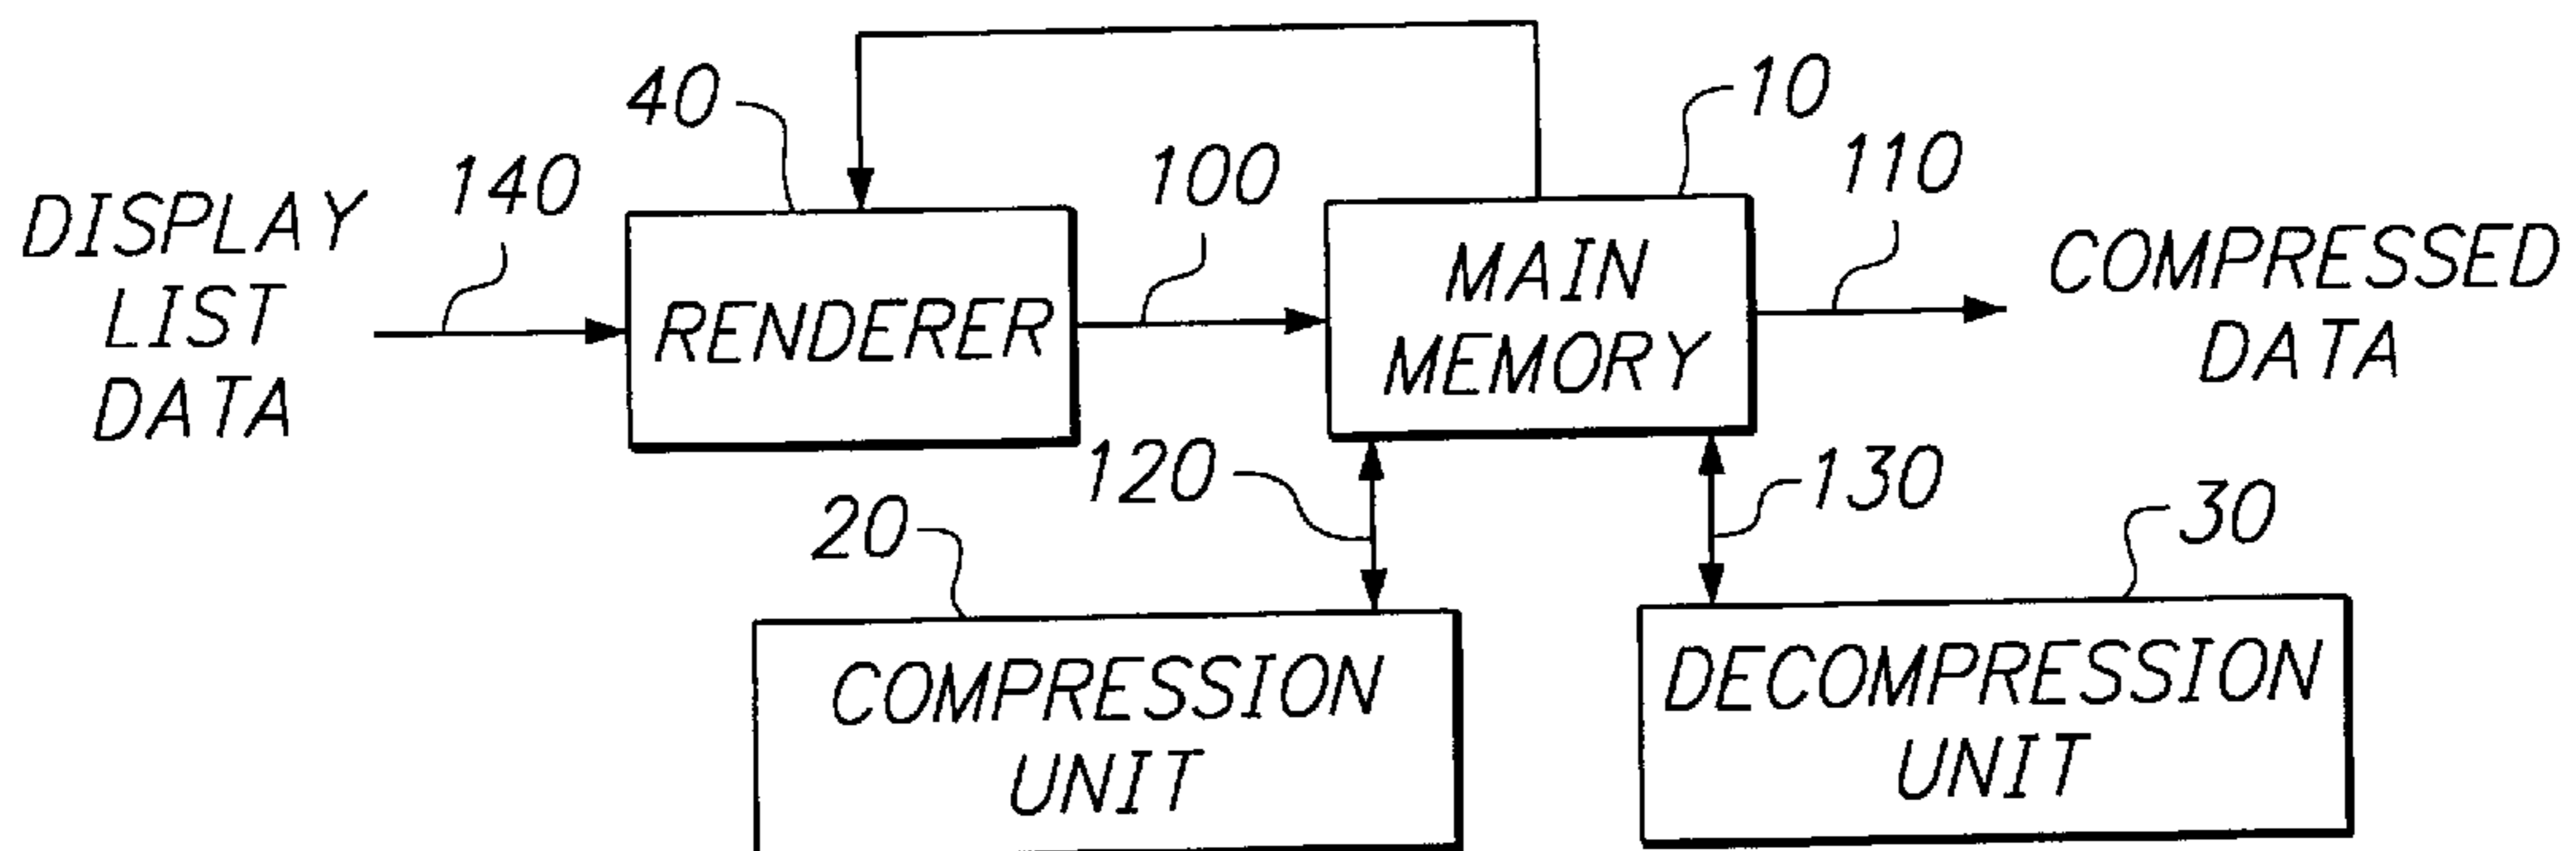 40
10
140
100
110
DISPLAY
LIST
DATA
RENDERER
MAIN
MEMORY
COMPRESSED
DATA
120
130
20
30
COMPRESSION
UNIT
DECOMPRESSION
UNIT